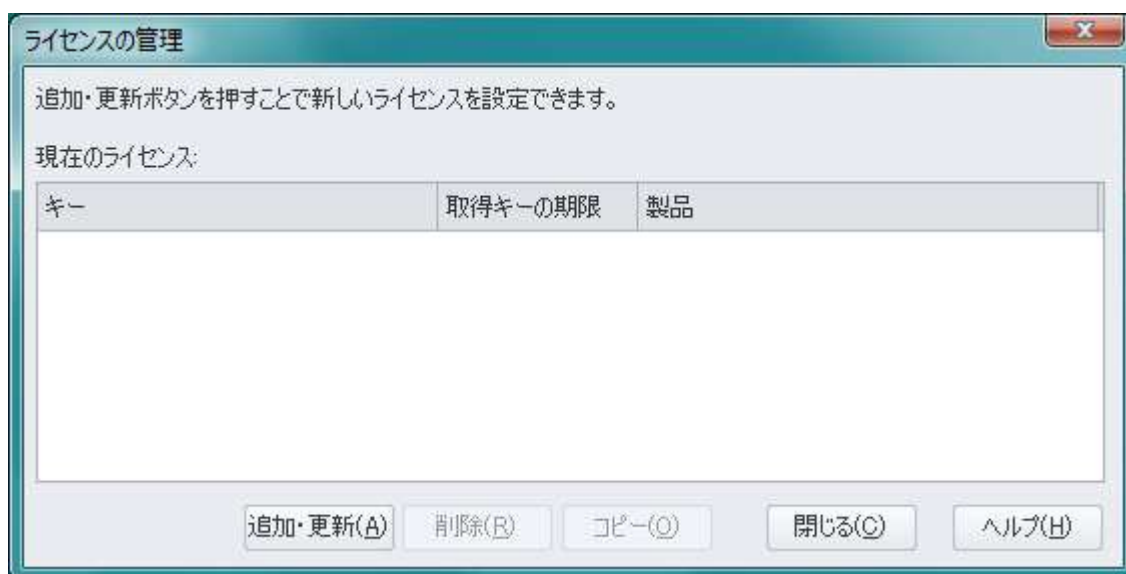 ライセンスの管理
追加・更新ボタンを押すことで新しいライセンスを設定できます。
現在のライセンス:
キー 取得キーの期限 製品
追加・更新(A) 削除(R) コピー(O) 閉じる(C) ヘルプ(H)